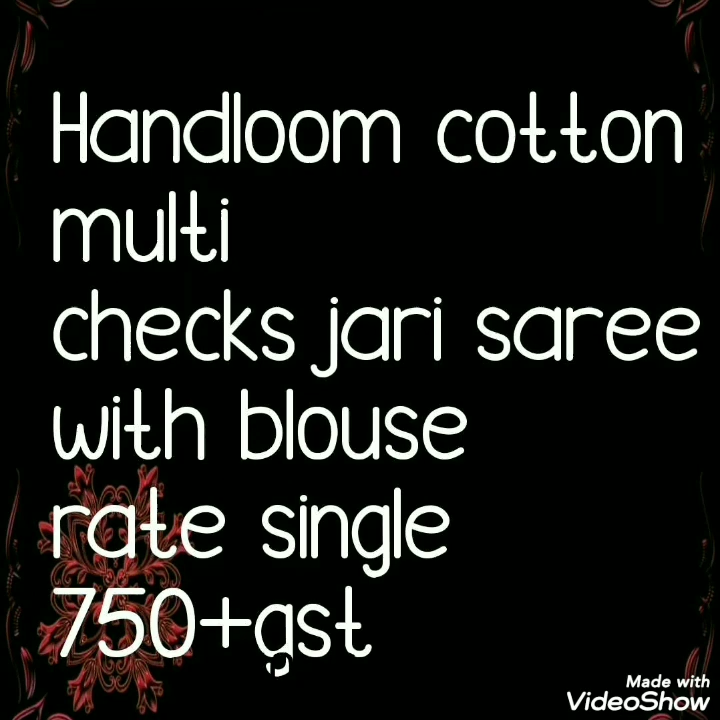 Handloom cotton
multi
checks jari saree
with blouse
rate single
750+gst
Made with
VideoShow